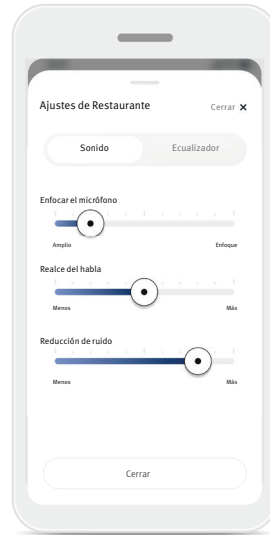 Ajustes de Restaurante Cerrar ×
Sonido Ecualizador
Enfocar el micrófono
Amplio Enfoque
Realce del habla
Menos Más
Reducción de ruido
Menos Más
Cerrar